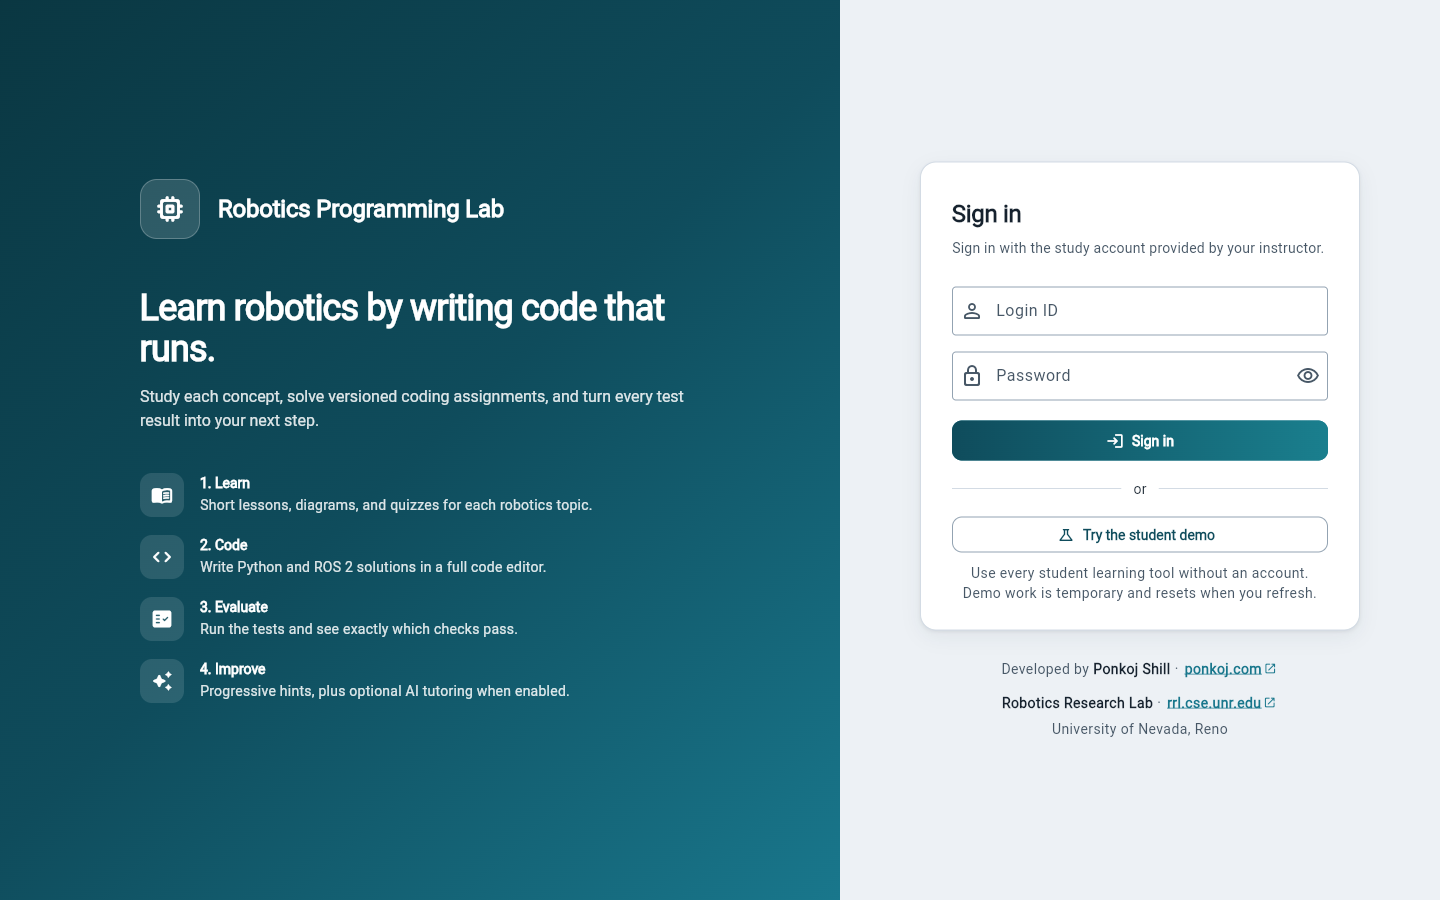 Robotics Programming Lab
Learn robotics by writing code that
runs.
Study each concept, solve versioned coding assignments, and turn every test
result into your next step.
1. Learn
Short lessons, diagrams, and quizzes for each robotics topic.
2. Code
Write Python and ROS 2 solutions in a full code editor.
3. Evaluate
Run the tests and see exactly which checks pass.
4. Improve
Progressive hints, plus optional AI tutoring when enabled.
Sign in
Sign in with the study account provided by your instructor.
Login ID
Password
Sign in
or
Try the student demo
Use every student learning tool without an account.
Demo work is temporary and resets when you refresh.
Developed by Ponkoj Shill · ponkoj.com
Robotics Research Lab · rrl.cse.unr.edu
University of Nevada, Reno